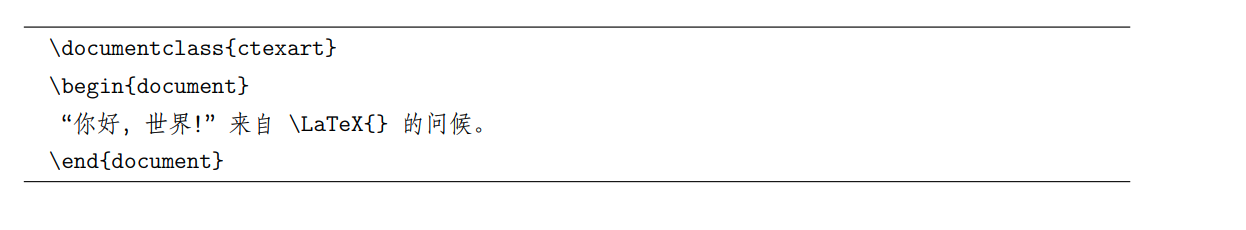 \documentclass{ctexart}
\begin{document}
“你好，世界!”来自 \LaTeX{} 的问候。
\end{document}